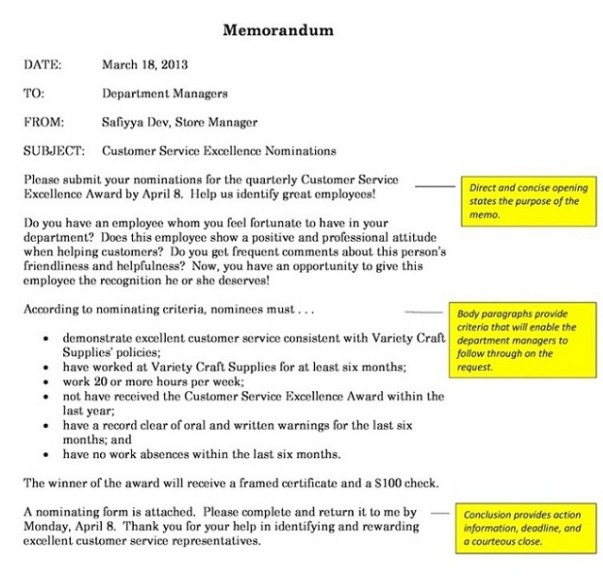 Memorandum
DATE: March 18, 2013
TO: Department Managers
FROM: Safiyya Dev, Store Manager
SUBJECT: Customer Service Excellence Nominations
Please submit your nominations for the quarterly Customer Service
Excellence Award by April 8. Help us identify great employees!
Direct and concise opening
states the purpose of the
memo.
Do you have an employee whom you feel fortunate to have in your
department? Does this employee show a positive and professional attitude
when helping customers? Do you get frequent comments about this person's
friendliness and helpfulness? Now, you have an opportunity to give this
employee the recognition he or she deserves!
According to nominating criteria, nominees must . . .
Body paragraphs provide
criteria that will enable the
department managers to
follow through on the
request.
• demonstrate excellent customer service consistent with Variety Craft
Supplies' policies;
• have worked at Variety Craft Supplies for at least six months;
• work 20 or more hours per week;
• not have received the Customer Service Excellence Award within the
last year;
• have a record clear of oral and written warnings for the last six
months; and
• have no work absences within the last six months.
The winner of the award will receive a framed certificate and a $100 check.
A nominating form is attached. Please complete and return it to me by
Monday, April 8. Thank you for your help in identifying and rewarding
excellent customer service representatives.
Conclusion provides action
information, deadline, and
a courteous close.